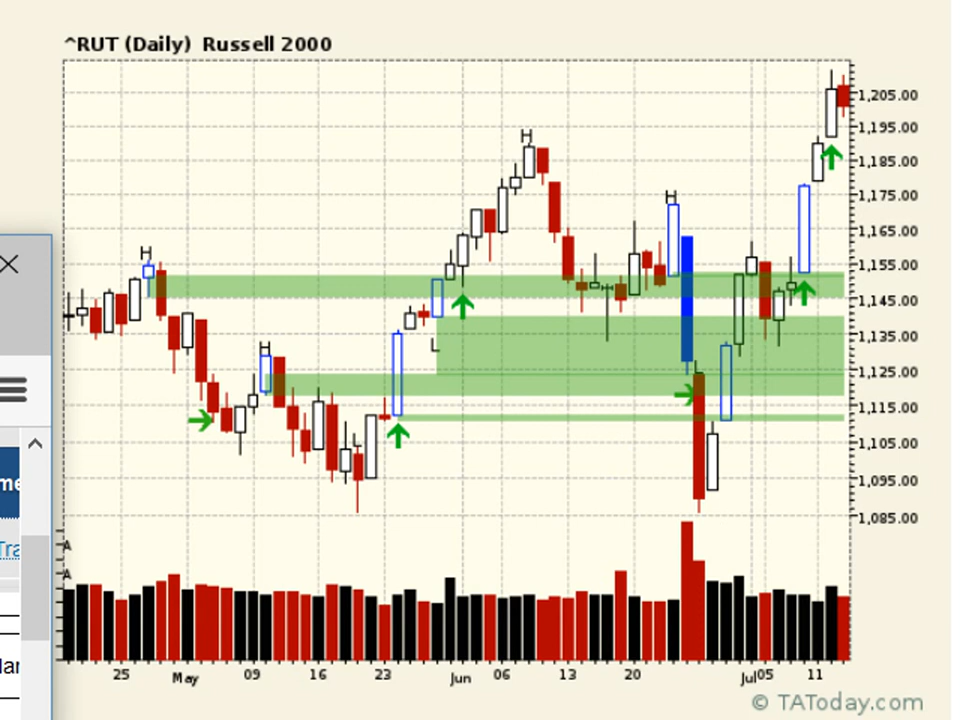 ^RUT (Daily) Russell 2000
H
H
H
H
L
L
1,205.00
1,195.00
1,185.00
1,175.00
1,165.00
1,155.00
1,145.00
1,135.00
1,125.00
1,115.00
1,105.00
1,095.00
1,085.00
me
Tra
lar
A
A
25 May 09 16 23 Jun 06 13 20 Jul 05 11
© TAToday.com